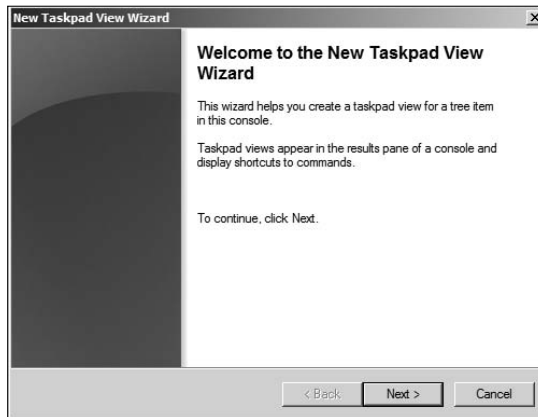 New Taskpad View Wizard
Welcome to the New Taskpad View
Wizard
This wizard helps you create a taskpad view for a tree item
in this console.
Taskpad views appear in the results pane of a console and
display shortcuts to commands.
To continue, click Next.
< Back
Next >
Cancel